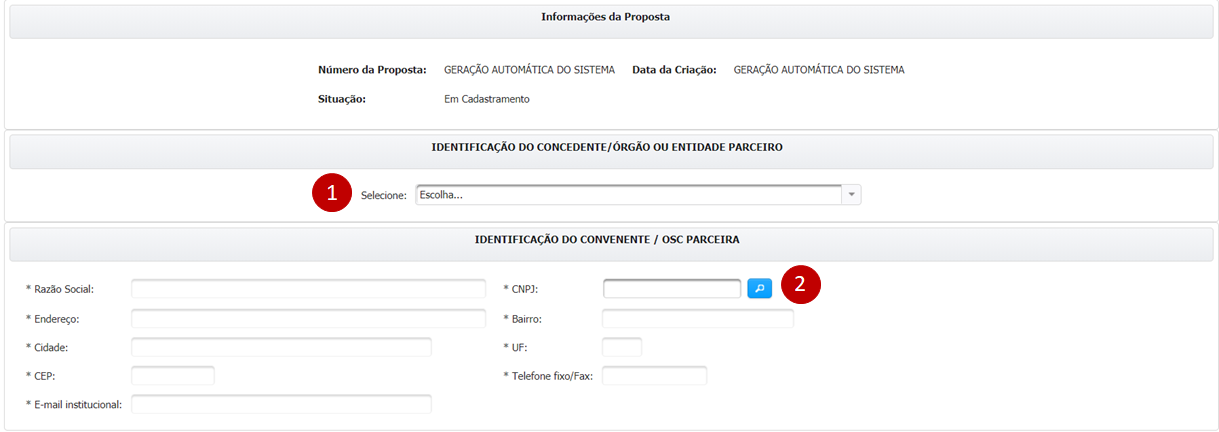 Informações da Proposta
Número da Proposta: GERAÇÃO AUTOMÁTICA DO SISTEMA Data da Criação: GERAÇÃO AUTOMÁTICA DO SISTEMA
Situação: Em Cadastramento
IDENTIFICAÇÃO DO CONCEDENTE/ÓRGÃO OU ENTIDADE PARCEIRO
1 Selecione: Escolha...
IDENTIFICAÇÃO DO CONVENENTE / OSC PARCEIRA
* Razão Social: * CNPJ: 2
* Endereço: * Bairro:
* Cidade: * UF:
* CEP: * Telefone fixo/Fax:
* E-mail institucional: